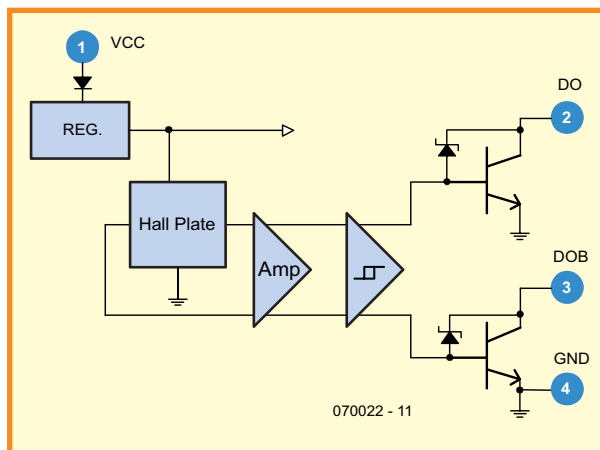 1 VCC
REG.
DO
2
Hall Plate
Amp
DOB
3
GND
4
070022 - 11